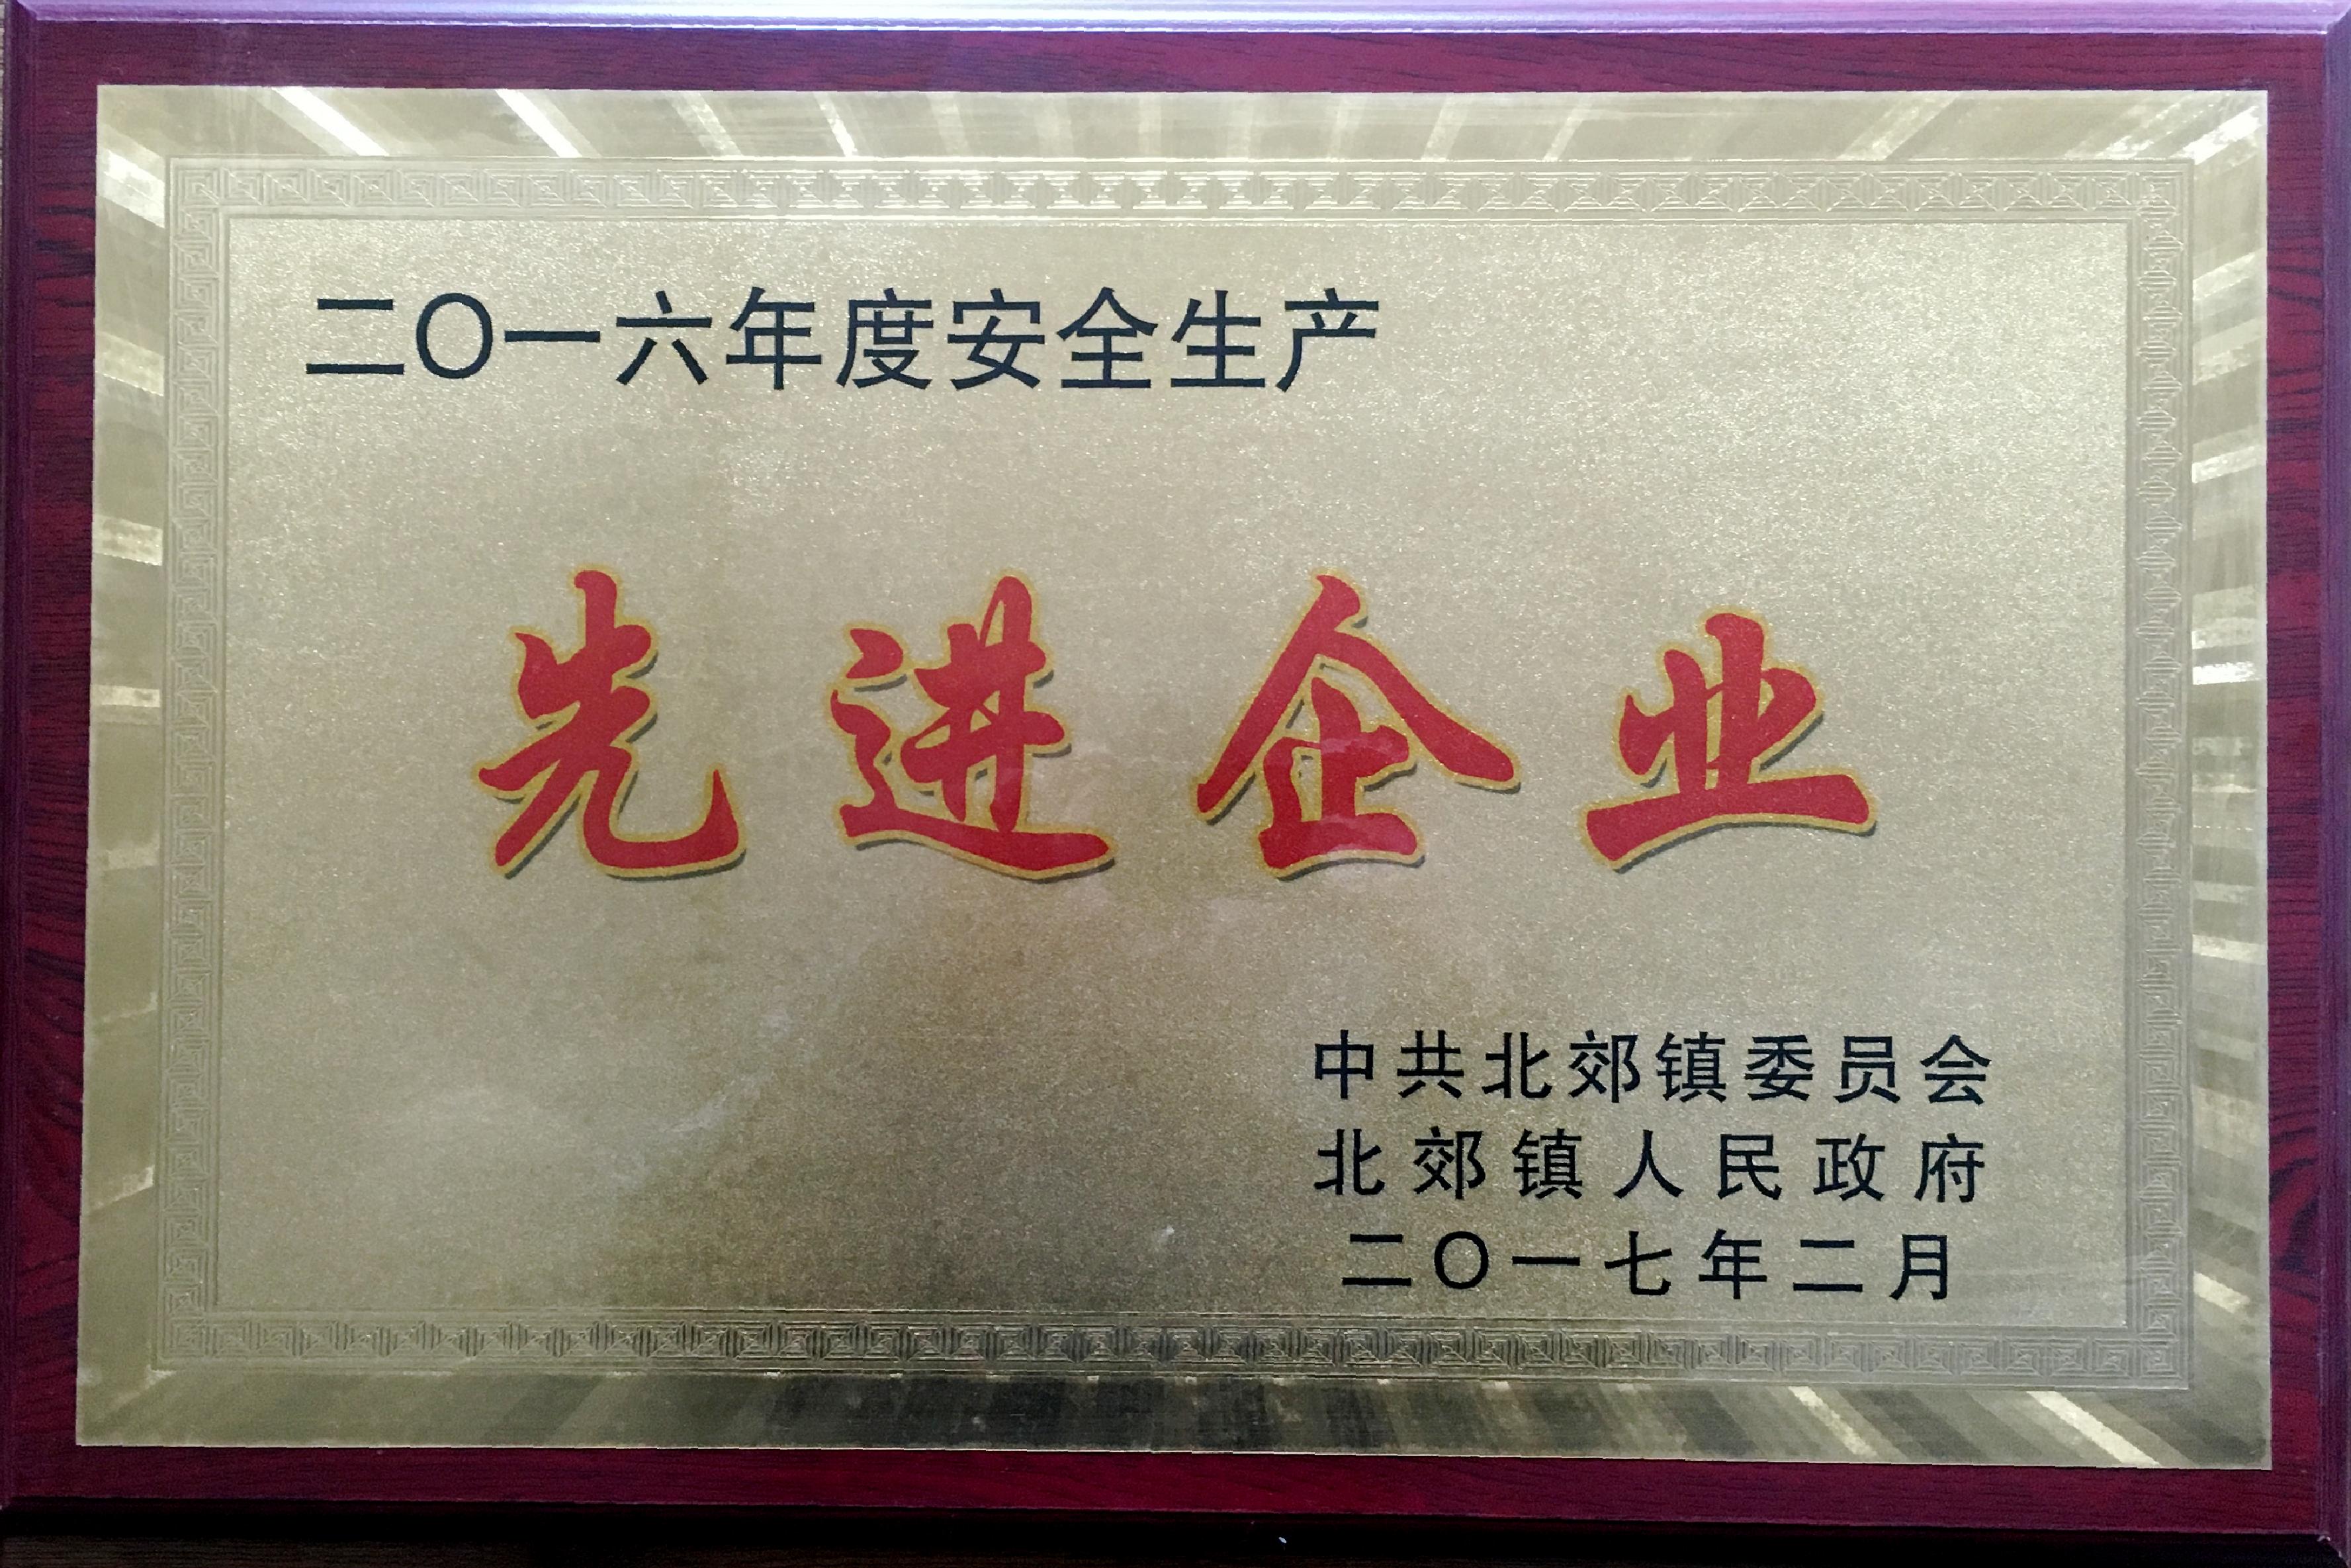 二〇一六年度安全生产
先进企业
中共北郊镇委员会
北郊镇人民政府
二〇一七年二月